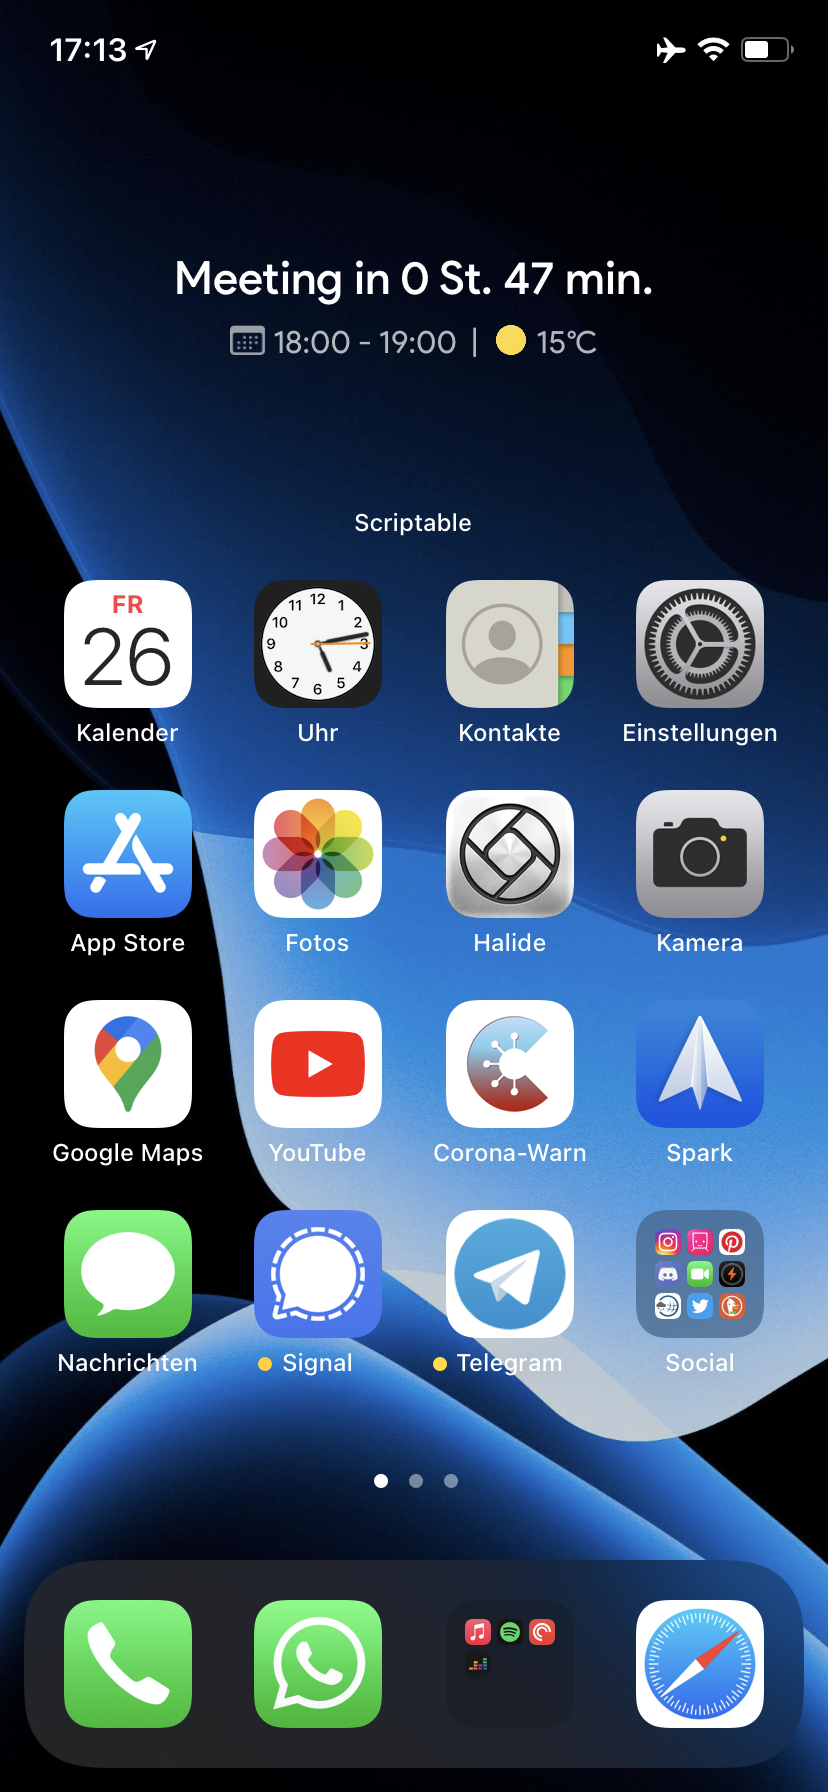 17:13
Meeting in 0 St. 47 min.
18:00 - 19:00 | 15°C
Scriptable
FR
26
12
11 1
10 2
9 3
8 4
7 5
6
Kalender Uhr Kontakte Einstellungen
App Store Fotos Halide Kamera
Google Maps YouTube Corona-Warn Spark
Nachrichten Signal Telegram Social